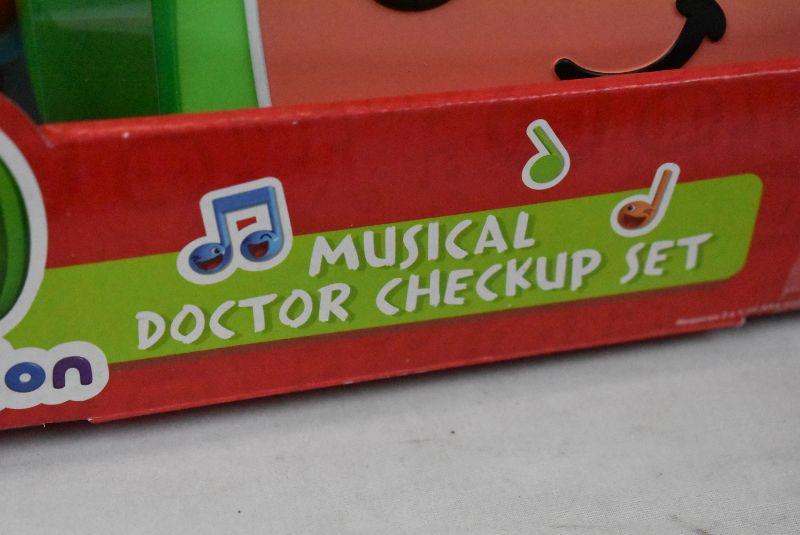 MUSICAL
DOCTOR CHECKUP SET
on